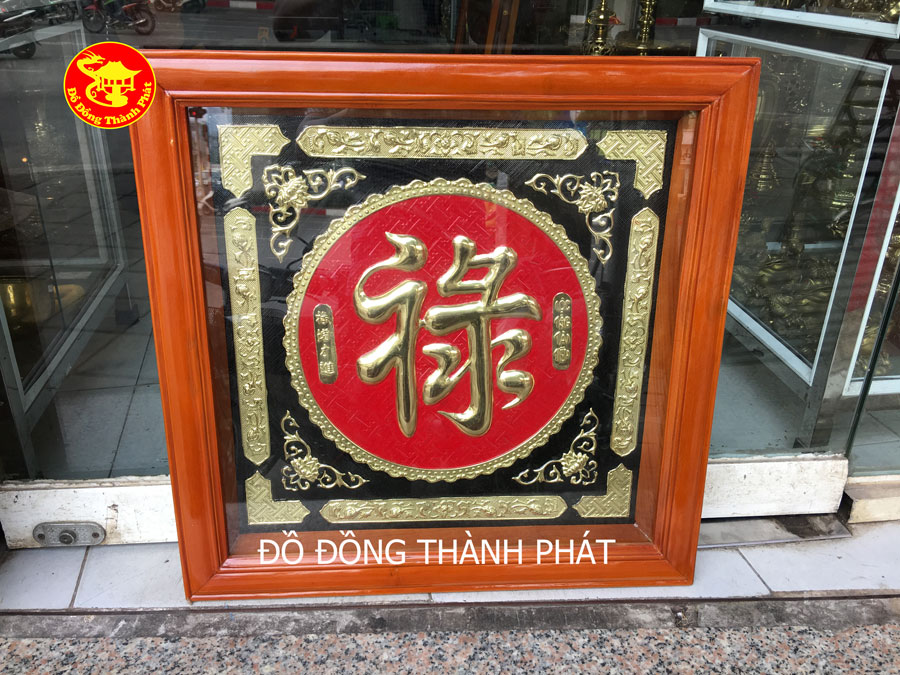 Đồ Đồng Thành Phát
祿
ĐỒ ĐỒNG THÀNH PHÁT